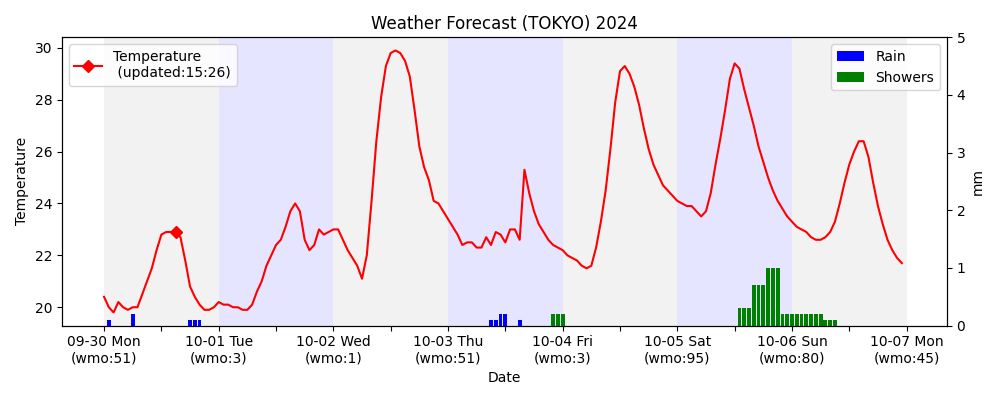 Weather Forecast (TOKYO) 2024
Temperature
(updated:15:26)
Rain
Showers
Temperature
30
28
26
24
22
20
5
4
3
2
1
0
mm
09-30 Mon
(wmo:51)
10-01 Tue
(wmo:3)
10-02 Wed
(wmo:1)
10-03 Thu
(wmo:51)
10-04 Fri
(wmo:3)
10-05 Sat
(wmo:95)
10-06 Sun
(wmo:80)
10-07 Mon
(wmo:45)
Date